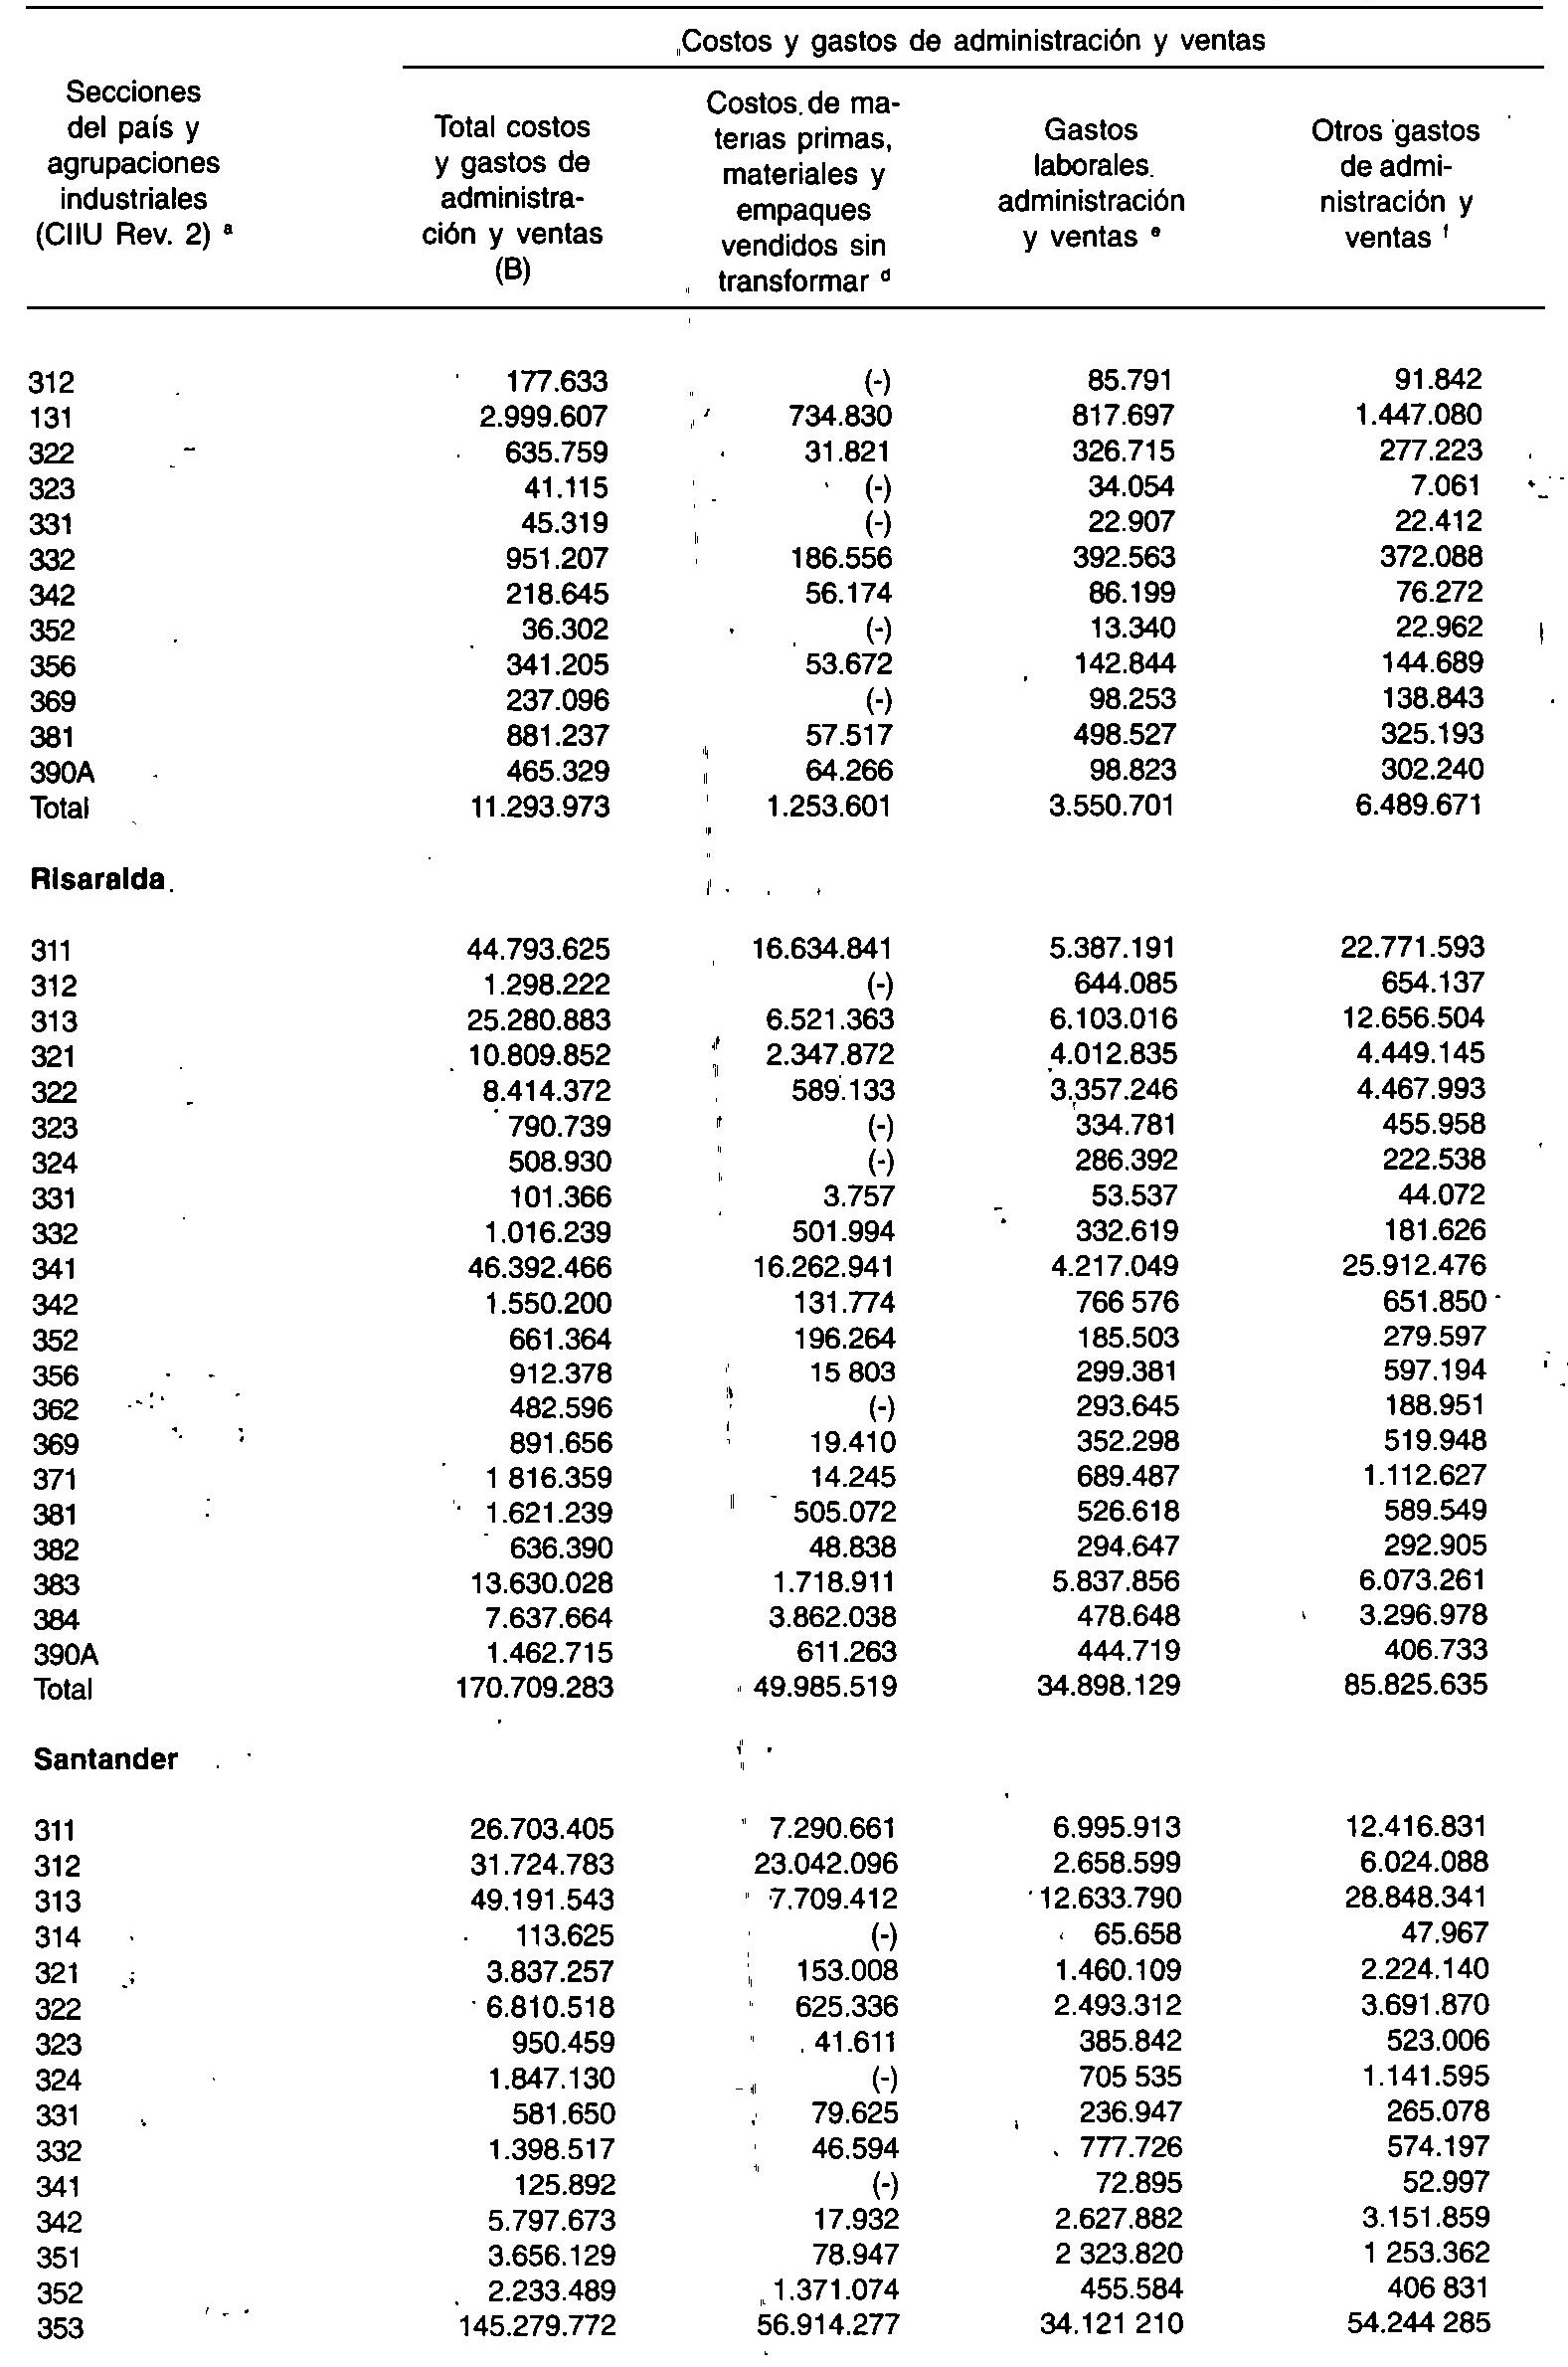 Costos y gastos de administración y ventas
Secciones
del país y
agrupaciones
industriales
(CIIU Rev. 2) a
Total costos
y gastos de
administra-
ción y ventas
(B)
Costos de ma-
terias primas,
materiales y
empaques
vendidos sin
transformar d
Gastos
laborales
administración
y ventas e
Otros gastos
de admi-
nistración y
ventas f
312 177.633 (-) 85.791 91.842
131 2.999.607 734.830 817.697 1.447.080
322 635.759 31.821 326.715 277.223
323 41.115 (-) 34.054 7.061
331 45.319 (-) 22.907 22.412
332 951.207 186.556 392.563 372.088
342 218.645 56.174 86.199 76.272
352 36.302 (-) 13.340 22.962
356 341.205 53.672 142.844 144.689
369 237.096 (-) 98.253 138.843
381 881.237 57.517 498.527 325.193
390A 465.329 64.266 98.823 302.240
Total 11.293.973 1.253.601 3.550.701 6.489.671
Risaralda
311 44.793.625 16.634.841 5.387.191 22.771.593
312 1.298.222 (-) 644.085 654.137
313 25.280.883 6.521.363 6.103.016 12.656.504
321 10.809.852 2.347.872 4.012.835 4.449.145
322 8.414.372 589.133 3.357.246 4.467.993
323 790.739 (-) 334.781 455.958
324 508.930 (-) 286.392 222.538
331 101.366 3.757 53.537 44.072
332 1.016.239 501.994 332.619 181.626
341 46.392.466 16.262.941 4.217.049 25.912.476
342 1.550.200 131.774 766 576 651.850
352 661.364 196.264 185.503 279.597
356 912.378 15 803 299.381 597.194
362 482.596 (-) 293.645 188.951
369 891.656 19.410 352.298 519.948
371 1 816.359 14.245 689.487 1.112.627
381 1.621.239 505.072 526.618 589.549
382 636.390 48.838 294.647 292.905
383 13.630.028 1.718.911 5.837.856 6.073.261
384 7.637.664 3.862.038 478.648 3.296.978
390A 1.462.715 611.263 444.719 406.733
Total 170.709.283 49.985.519 34.898.129 85.825.635
Santander
311 26.703.405 7.290.661 6.995.913 12.416.831
312 31.724.783 23.042.096 2.658.599 6.024.088
313 49.191.543 7.709.412 12.633.790 28.848.341
314 113.625 (-) 65.658 47.967
321 3.837.257 153.008 1.460.109 2.224.140
322 6.810.518 625.336 2.493.312 3.691.870
323 950.459 41.611 385.842 523.006
324 1.847.130 (-) 705 535 1.141.595
331 581.650 79.625 236.947 265.078
332 1.398.517 46.594 777.726 574.197
341 125.892 (-) 72.895 52.997
342 5.797.673 17.932 2.627.882 3.151.859
351 3.656.129 78.947 2 323.820 1 253.362
352 2.233.489 1.371.074 455.584 406 831
353 145.279.772 56.914.277 34.121 210 54.244 285